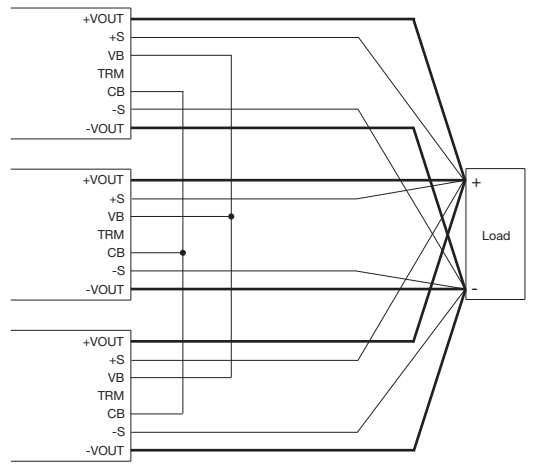 +VOUT
+S
VB
TRM
CB
-S
-VOUT
+VOUT
+S
VB
TRM
CB
-S
-VOUT
+VOUT
+S
VB
TRM
CB
-S
-VOUT
+
Load
-